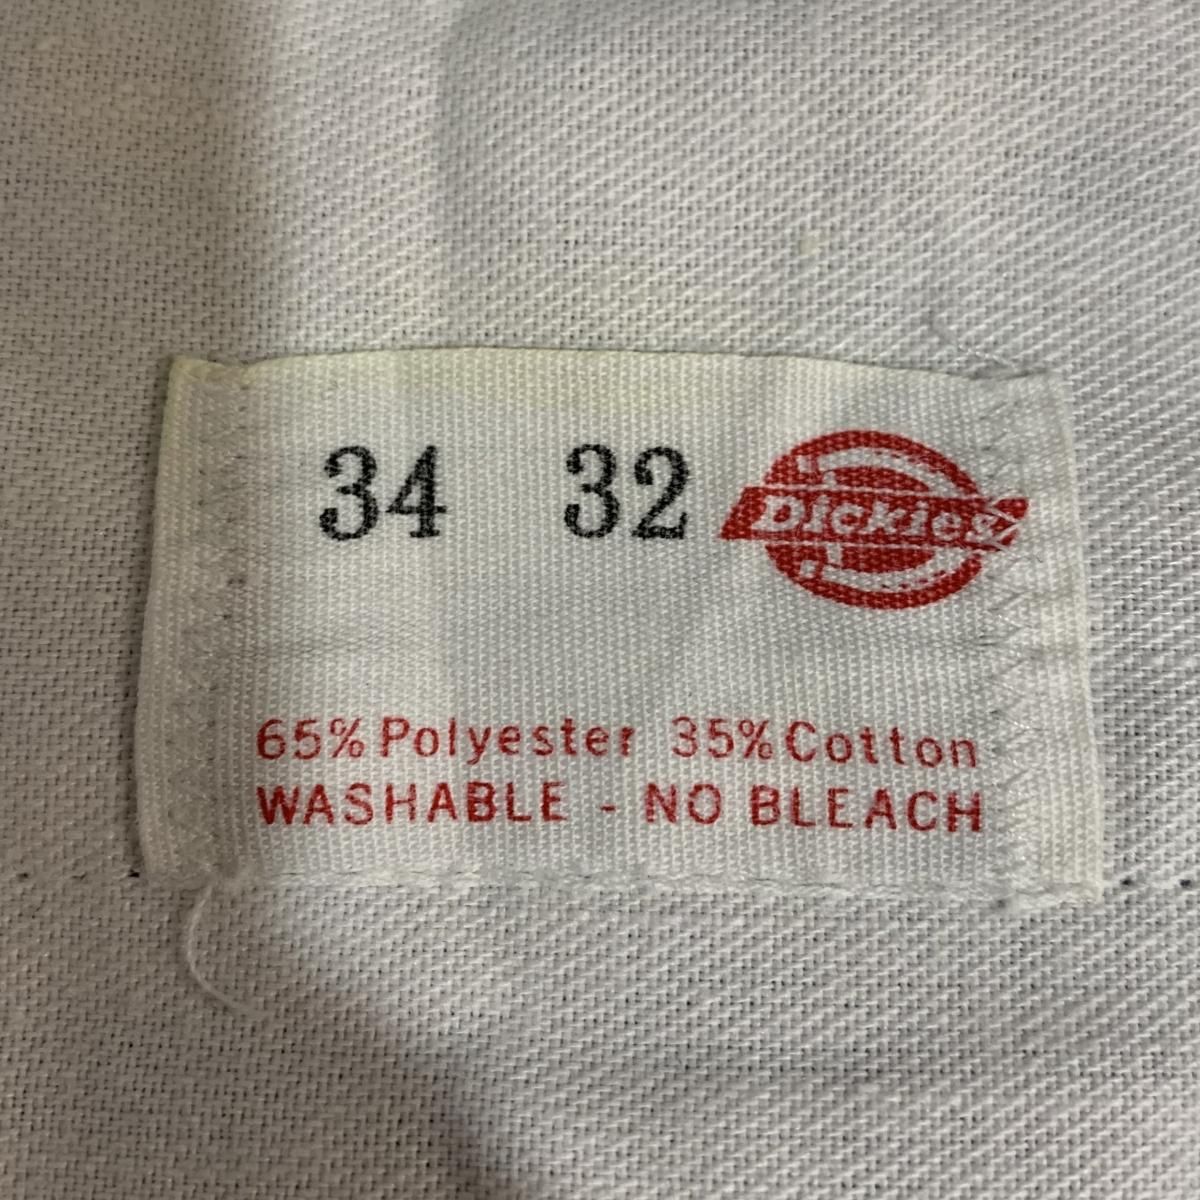 34 32 Dickies
65% Polyester 35% Cotton
WASHABLE - NO BLEACH